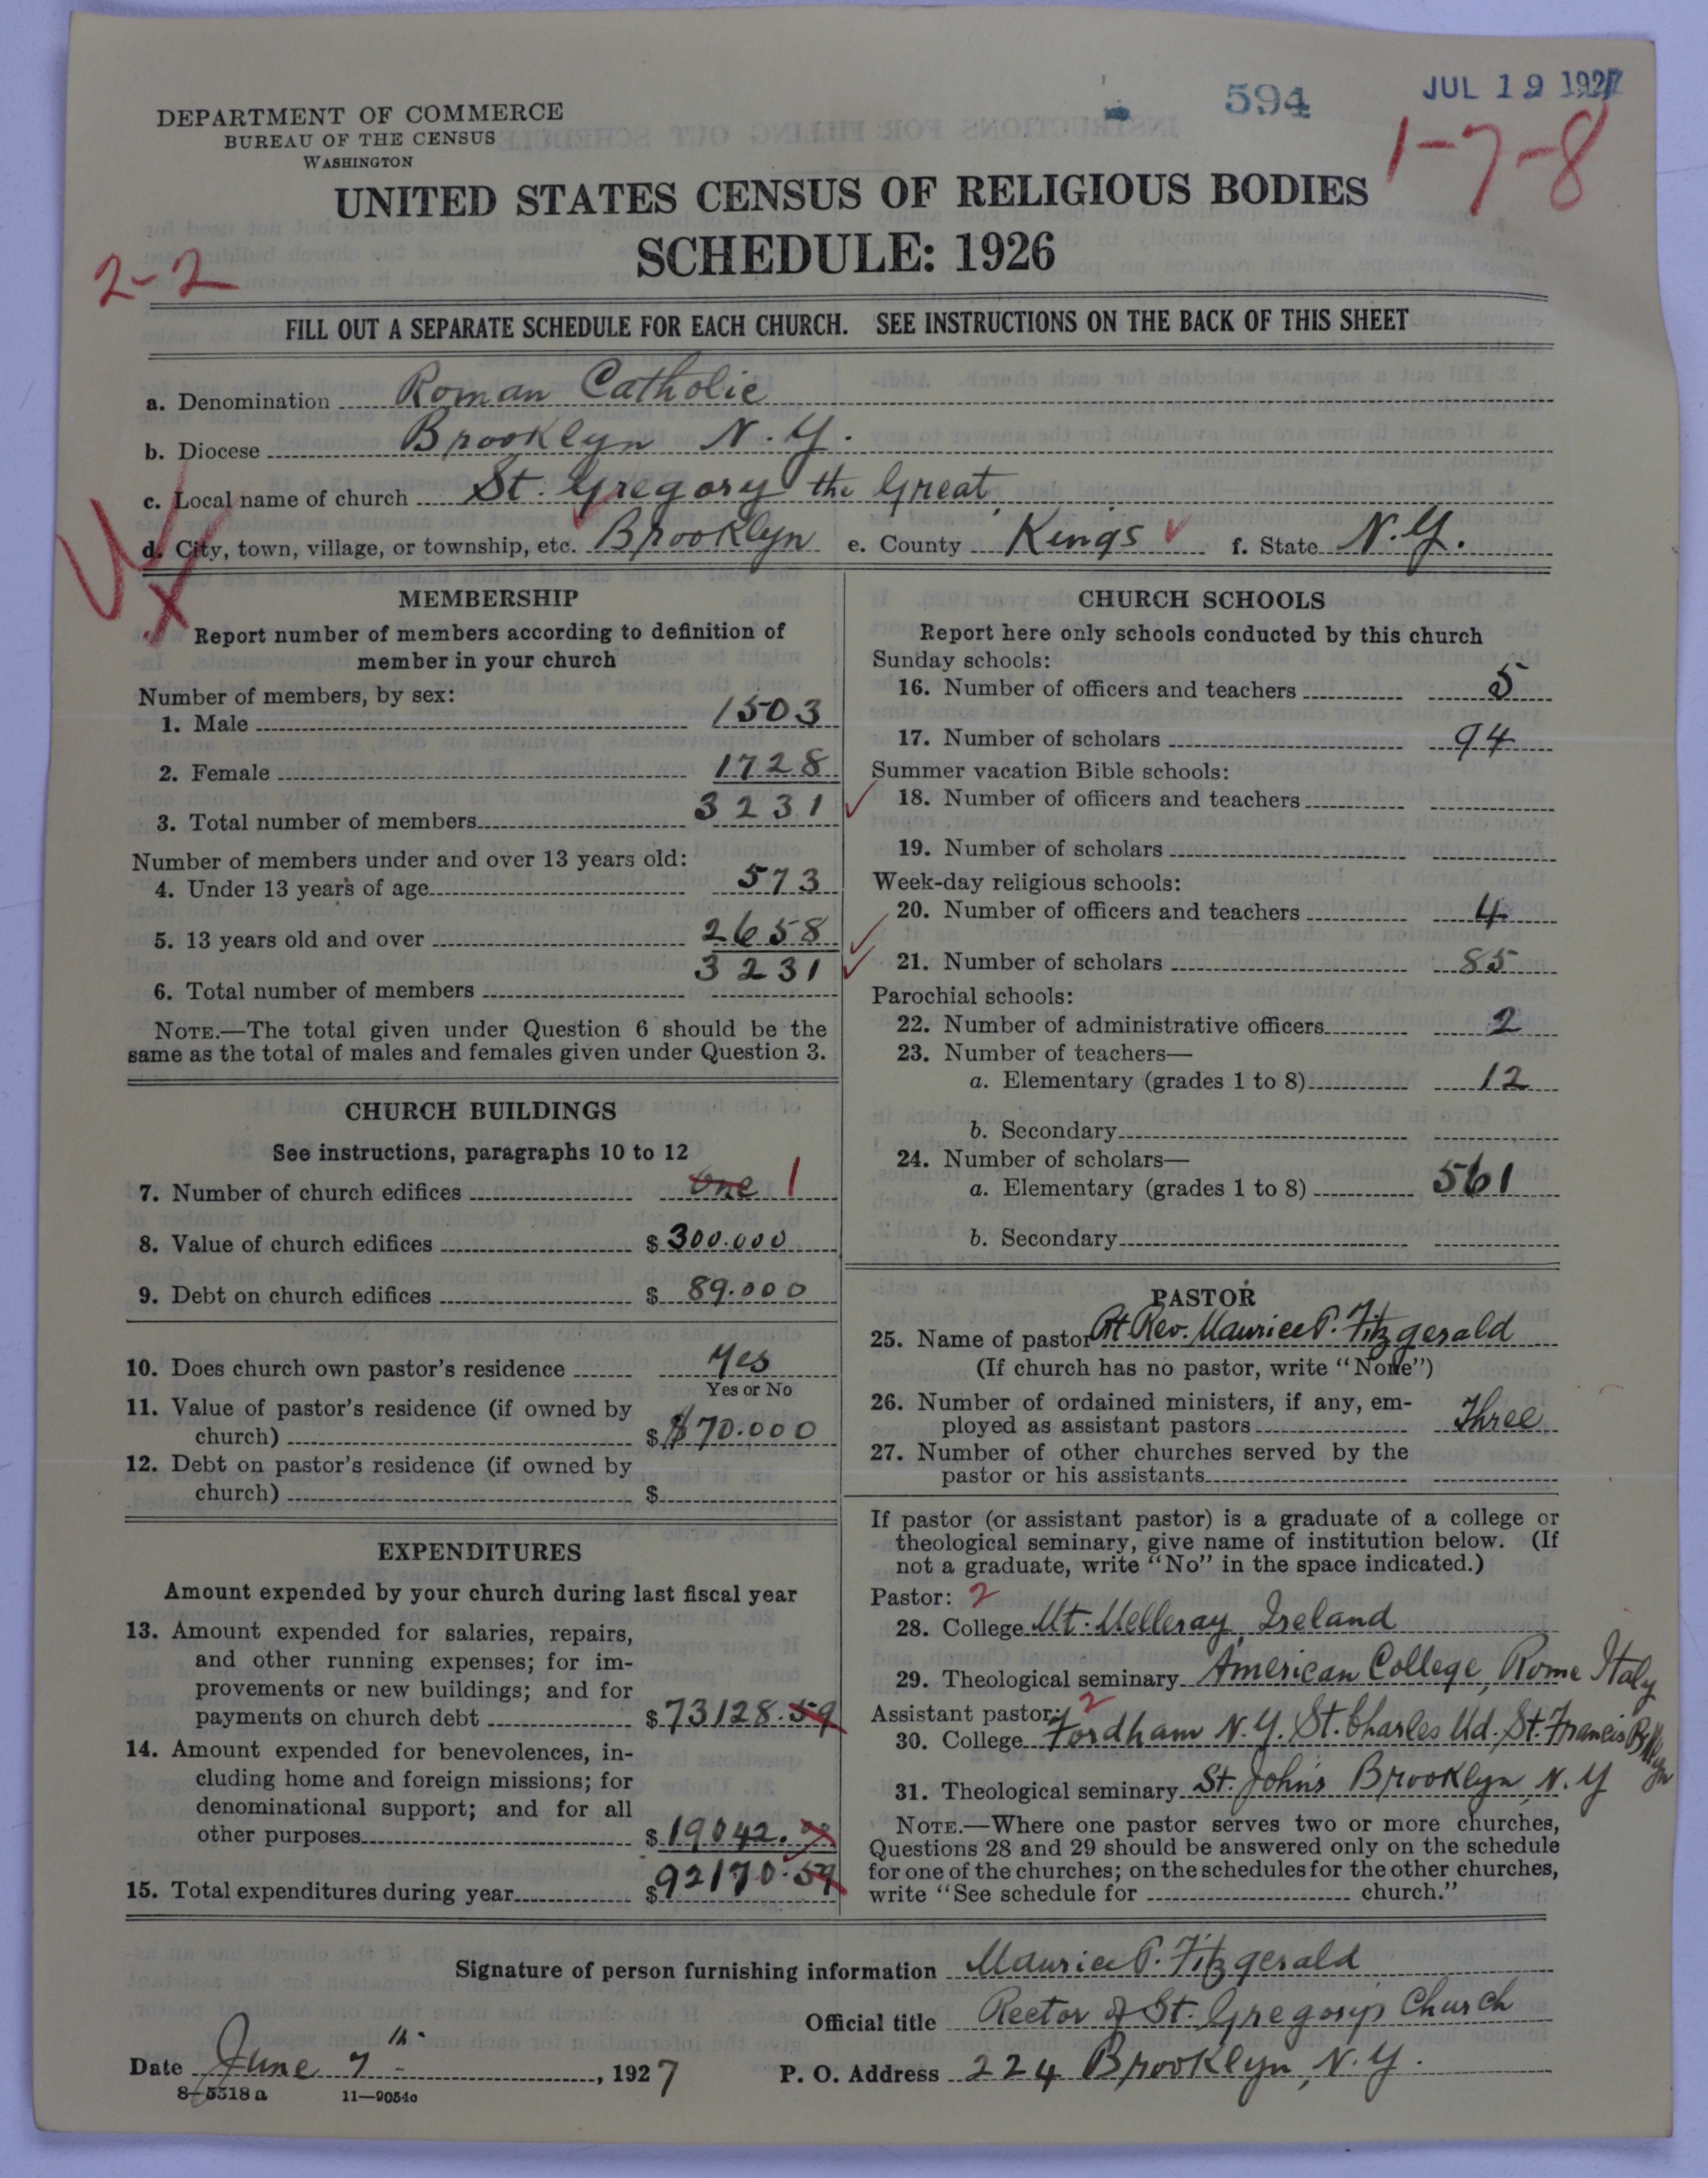 594
JUL 19 1927
DEPARTMENT OF COMMERCE
BUREAU OF THE CENSUS
WASHINGTON
1-7-8
UNITED STATES CENSUS OF RELIGIOUS BODIES
SCHEDULE: 1926
2-2
FILL OUT A SEPARATE SCHEDULE FOR EACH CHURCH. SEE INSTRUCTIONS ON THE BACK OF THIS SHEET
a. Denomination Roman Catholic
b. Diocese Brooklyn N.Y.
c. Local name of church St. Gregory the Great
d. City, town, village, or township, etc. Brooklyn e. County Kings f. State N.Y.
MEMBERSHIP
Report number of members according to definition of
member in your church
Number of members, by sex:
1. Male 1503
2. Female 1728
3. Total number of members 3231
Number of members under and over 13 years old:
4. Under 13 years of age 573
5. 13 years old and over 2658
6. Total number of members 3231
NOTE.—The total given under Question 6 should be the
same as the total of males and females given under Question 3.
CHURCH BUILDINGS
See instructions, paragraphs 10 to 12
7. Number of church edifices one 1
8. Value of church edifices $ 300.000
9. Debt on church edifices $ 89.000
10. Does church own pastor's residence Yes
Yes or No
11. Value of pastor's residence (if owned by
church) $ $70.000
12. Debt on pastor's residence (if owned by
church) $
EXPENDITURES
Amount expended by your church during last fiscal year
13. Amount expended for salaries, repairs,
and other running expenses; for im-
provements or new buildings; and for
payments on church debt $ 73128.59
14. Amount expended for benevolences, in-
cluding home and foreign missions; for
denominational support; and for all
other purposes $ 19042.00
15. Total expenditures during year $ 92170.59
CHURCH SCHOOLS
Report here only schools conducted by this church
Sunday schools:
16. Number of officers and teachers 5
17. Number of scholars 94
Summer vacation Bible schools:
18. Number of officers and teachers
19. Number of scholars
Week-day religious schools:
20. Number of officers and teachers 4
21. Number of scholars 85
Parochial schools:
22. Number of administrative officers 2
23. Number of teachers—
a. Elementary (grades 1 to 8) 12
b. Secondary
24. Number of scholars—
a. Elementary (grades 1 to 8) 561
b. Secondary
PASTOR
25. Name of pastor Rt Rev. Maurice P. Fitzgerald
(If church has no pastor, write "None")
26. Number of ordained ministers, if any, em-
ployed as assistant pastors Three
27. Number of other churches served by the
pastor or his assistants
If pastor (or assistant pastor) is a graduate of a college or
theological seminary, give name of institution below. (If
not a graduate, write "No" in the space indicated.)
Pastor: 2
28. College Mt. Melleray, Ireland
29. Theological seminary American College, Rome Italy
Assistant pastor: 2
30. College Fordham N.Y. St. Charles Md. St. Francis Bklyn
31. Theological seminary St. John's Brooklyn, N.Y
NOTE.—Where one pastor serves two or more churches,
Questions 28 and 29 should be answered only on the schedule
for one of the churches; on the schedules for the other churches,
write "See schedule for church."
Signature of person furnishing information Maurice P. Fitzgerald
Official title Rector of St. Gregory's Church
Date June 7th, 1927 P. O. Address 224 Brooklyn, N.Y.
8-5318a 11-9054c